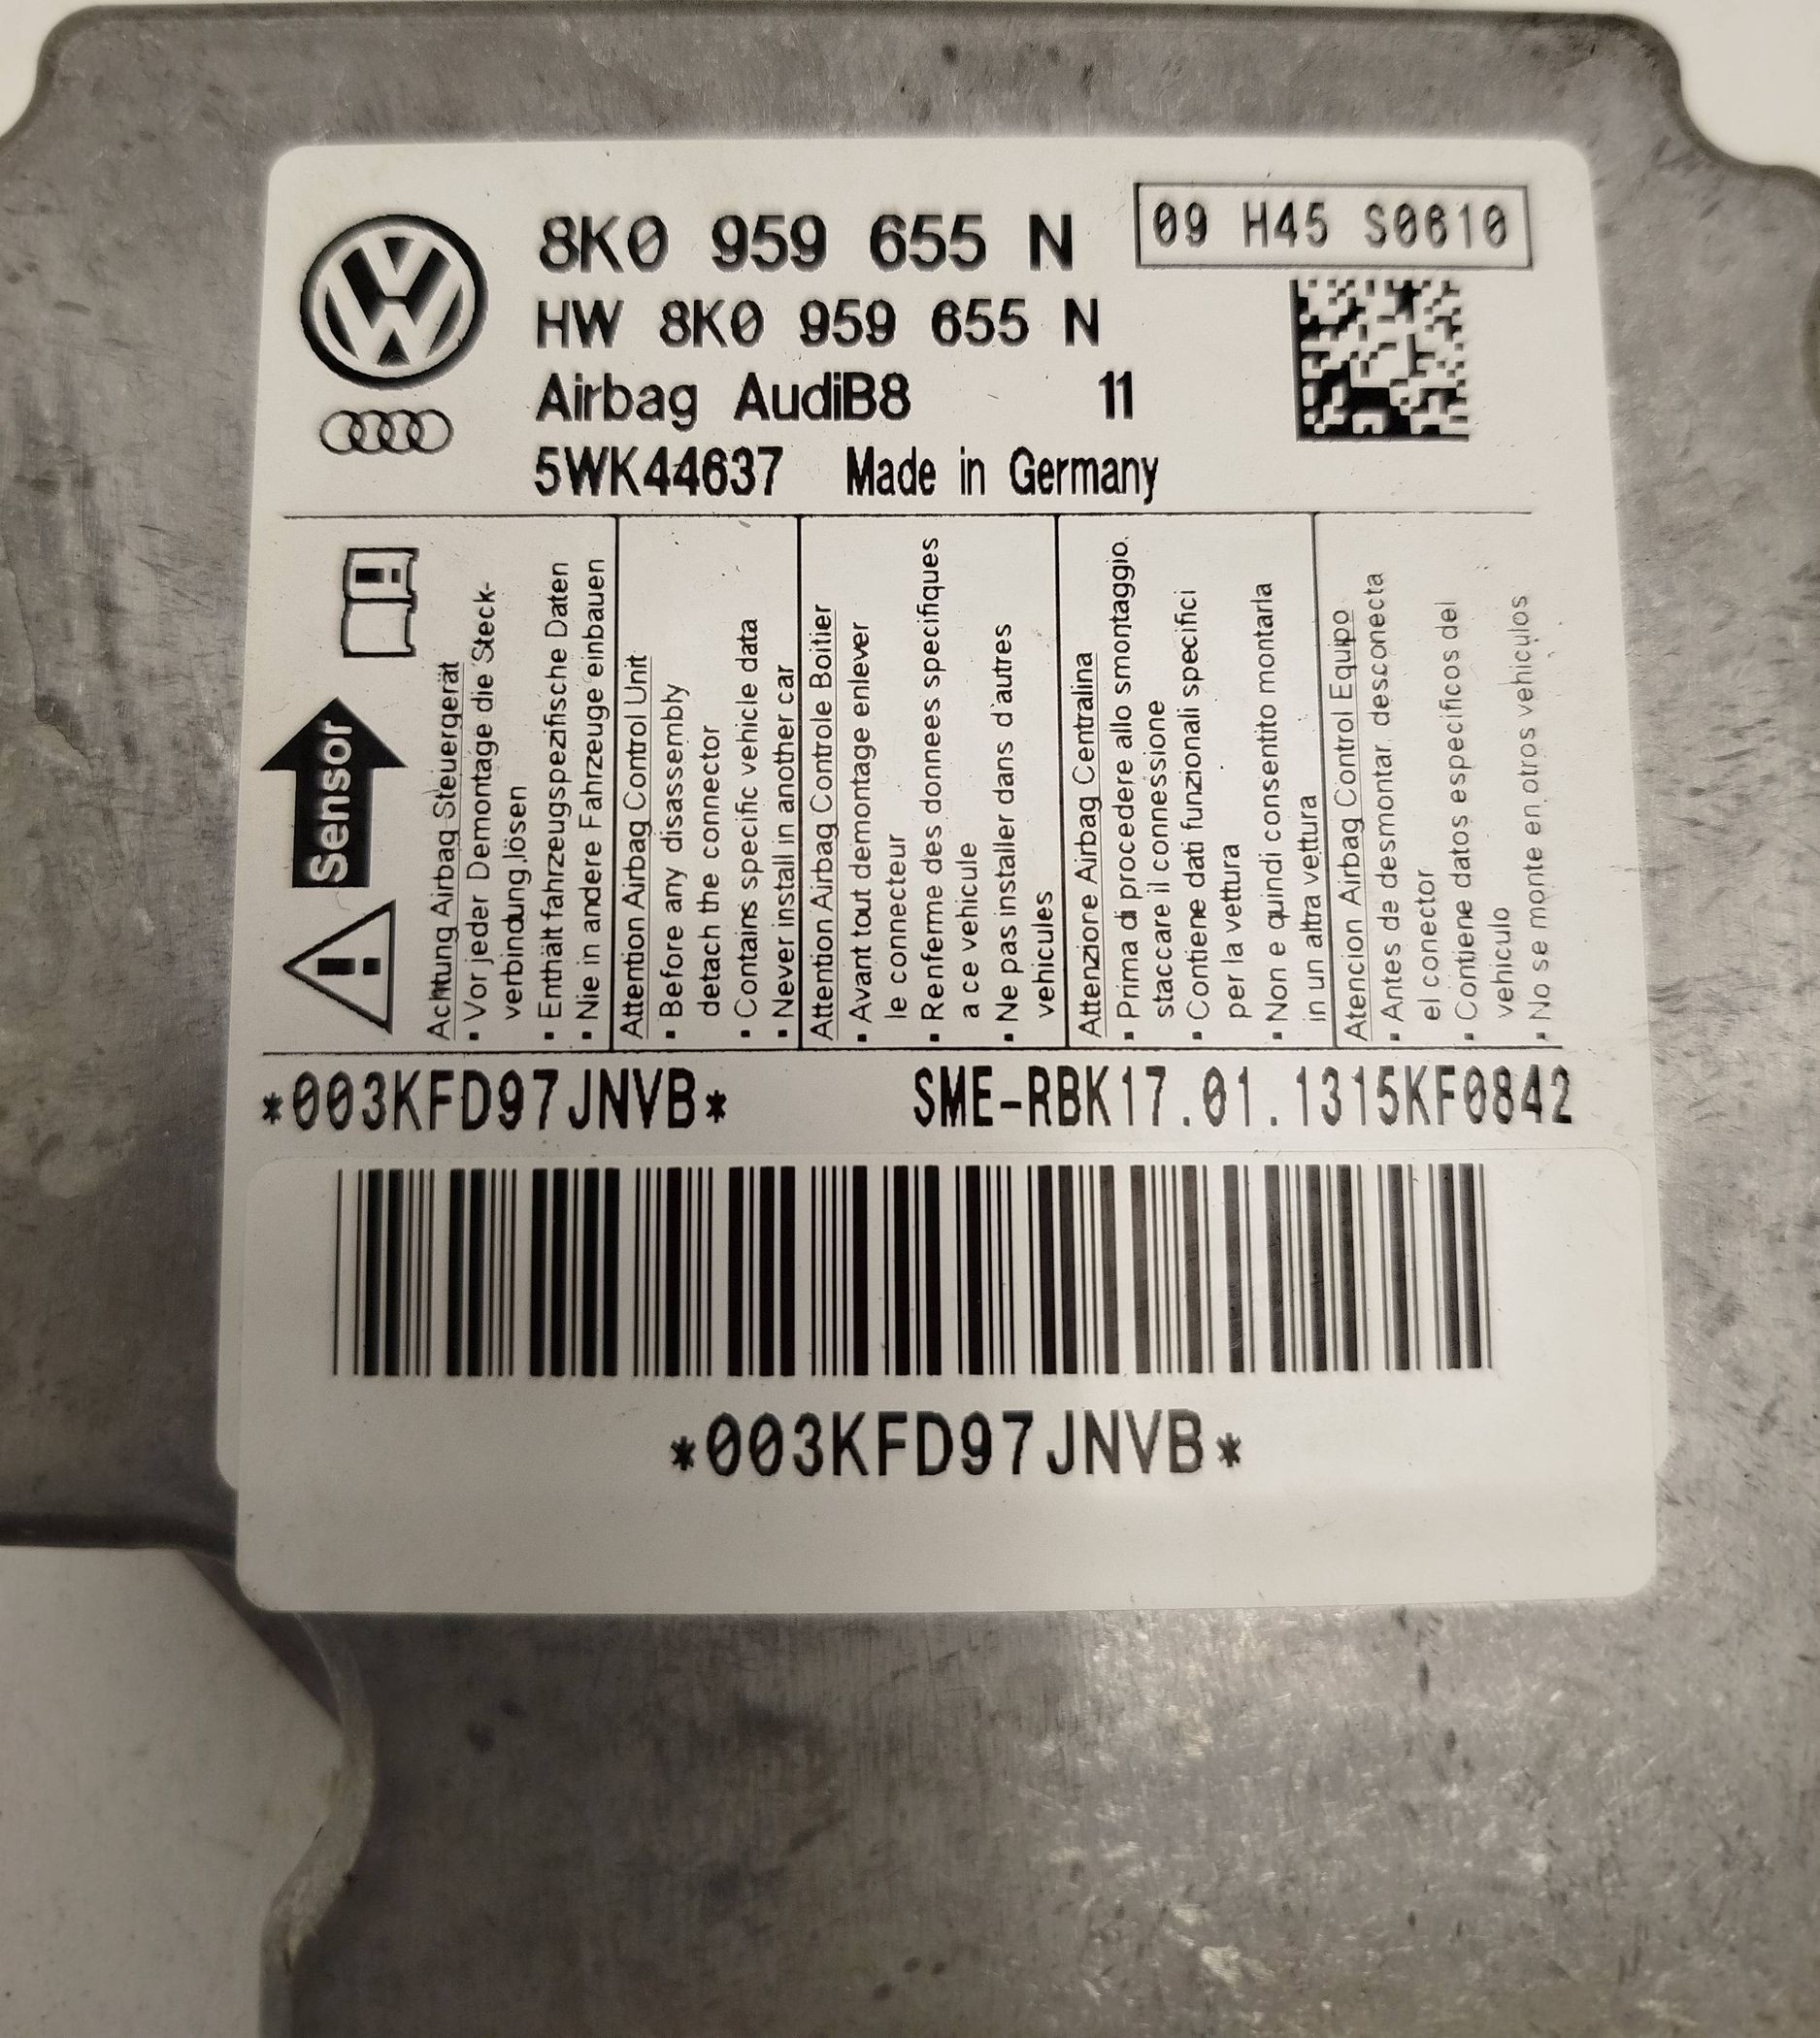 8K0 959 655 N
09 H45 S0610
HW 8K0 959 655 N
Airbag AudiB8 11
5WK44637 Made in Germany
Sensor
Achtung Airbag Steuergerät
▪ Vor jeder Demontage die Steck-
verbindung lösen
▪ Enthält fahrzeugspezifische Daten
▪ Nie in andere Fahrzeuge einbauen
Attention Airbag Control Unit
▪ Before any disassembly
detach the connector
▪ Contains specific vehicle data
▪ Never install in another car
Attention Airbag Controle Boitier
▪ Avant tout demontage enlever
le connecteur
▪ Renferme des donnees specifiques
a ce vehicule
▪ Ne pas installer dans d'autres
vehicules
Attenzione Airbag Centralina
▪ Prima di procedere allo smontaggio,
staccare il connessione
▪ Contiene dati funzionali specifici
per la vettura
▪ Non e quindi consentito montarla
in un altra vettura
Atencion Airbag Control Equipo
▪ Antes de desmontar, desconecta
el conector
▪ Contiene datos especificos del
vehiculo
▪ No se monte en otros vehiculos
*003KFD97JNVB* SME-RBK17.01.1315KF0842
*003KFD97JNVB*